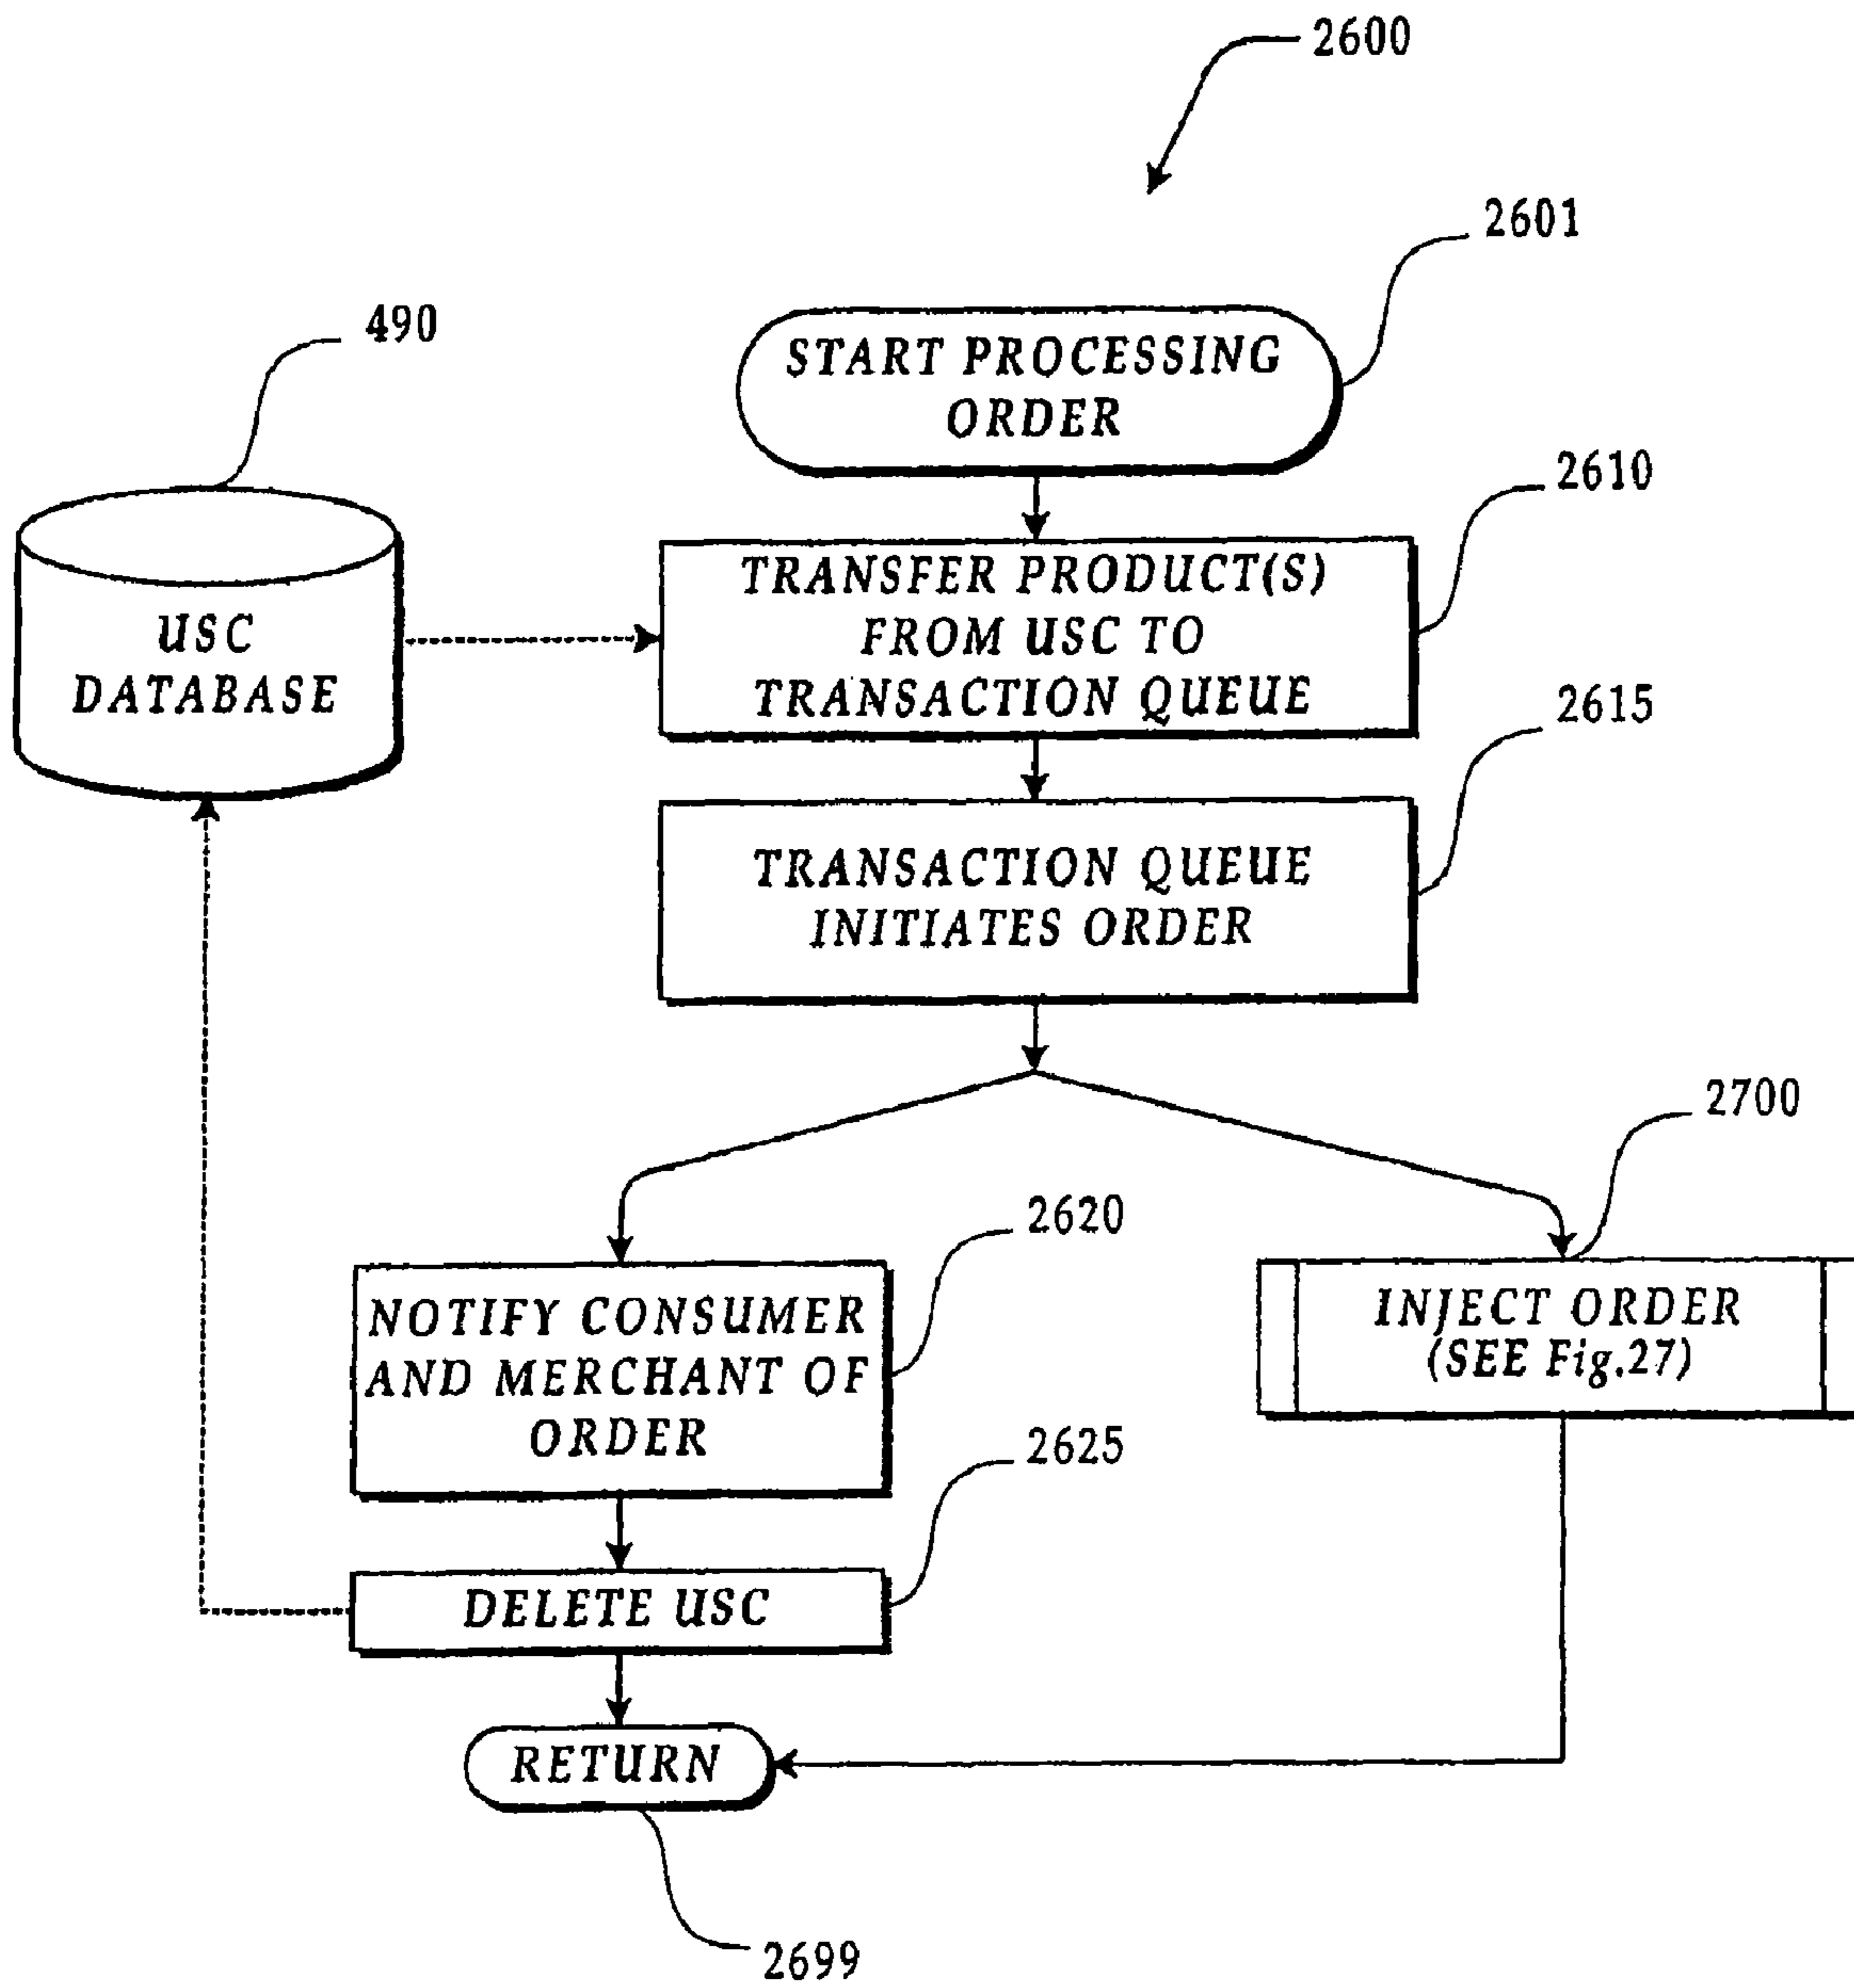 2600
2601
490
START PROCESSING
ORDER
2610
TRANSFER PRODUCT(S)
FROM USC TO
TRANSACTION QUEUE
USC
DATABASE
2615
TRANSACTION QUEUE
INITIATES ORDER
2700
2620
NOTIFY CONSUMER
AND MERCHANT OF
ORDER
INJECT ORDER
(SEE Fig.27)
2625
DELETE USC
RETURN
2699